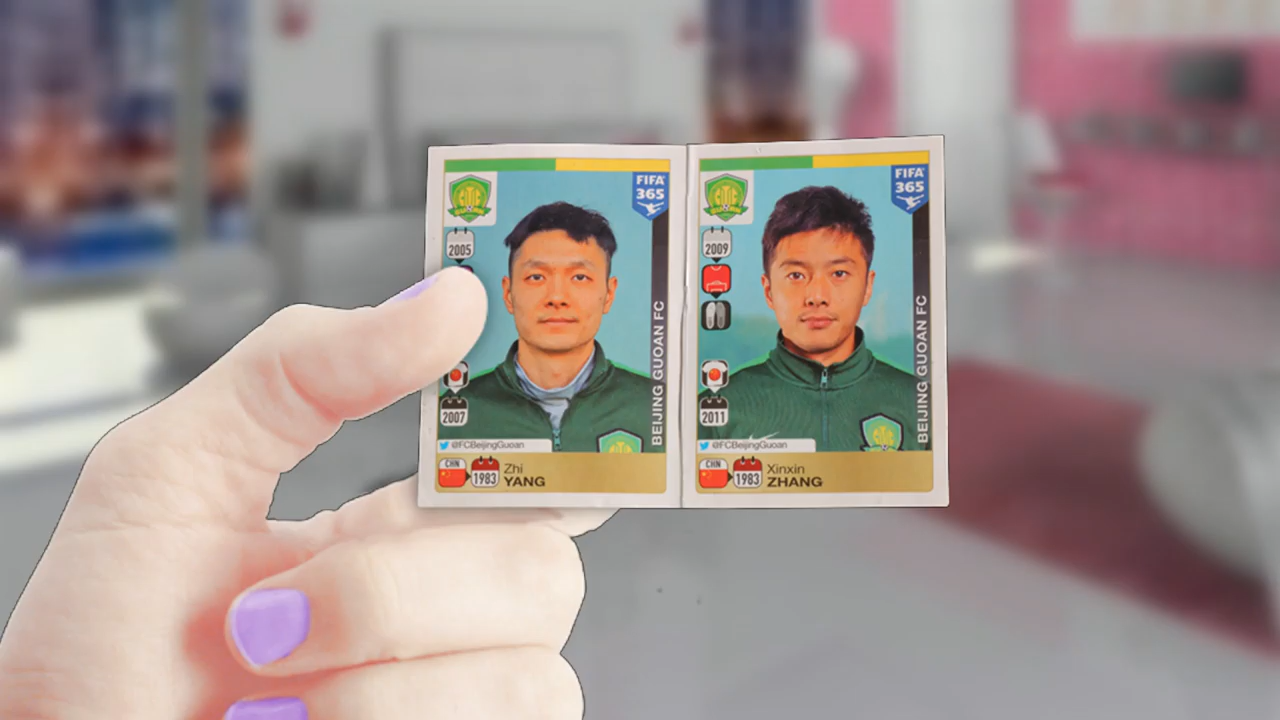 FIFA
365
2005
BEIJING GUOAN FC
2007
@FCBeijingGuoan
CHN
1983
Zhi
YANG
FIFA
365
2009
BEIJING GUOAN FC
2011
@FCBeijingGuoan
CHN
1983
Xinxin
ZHANG